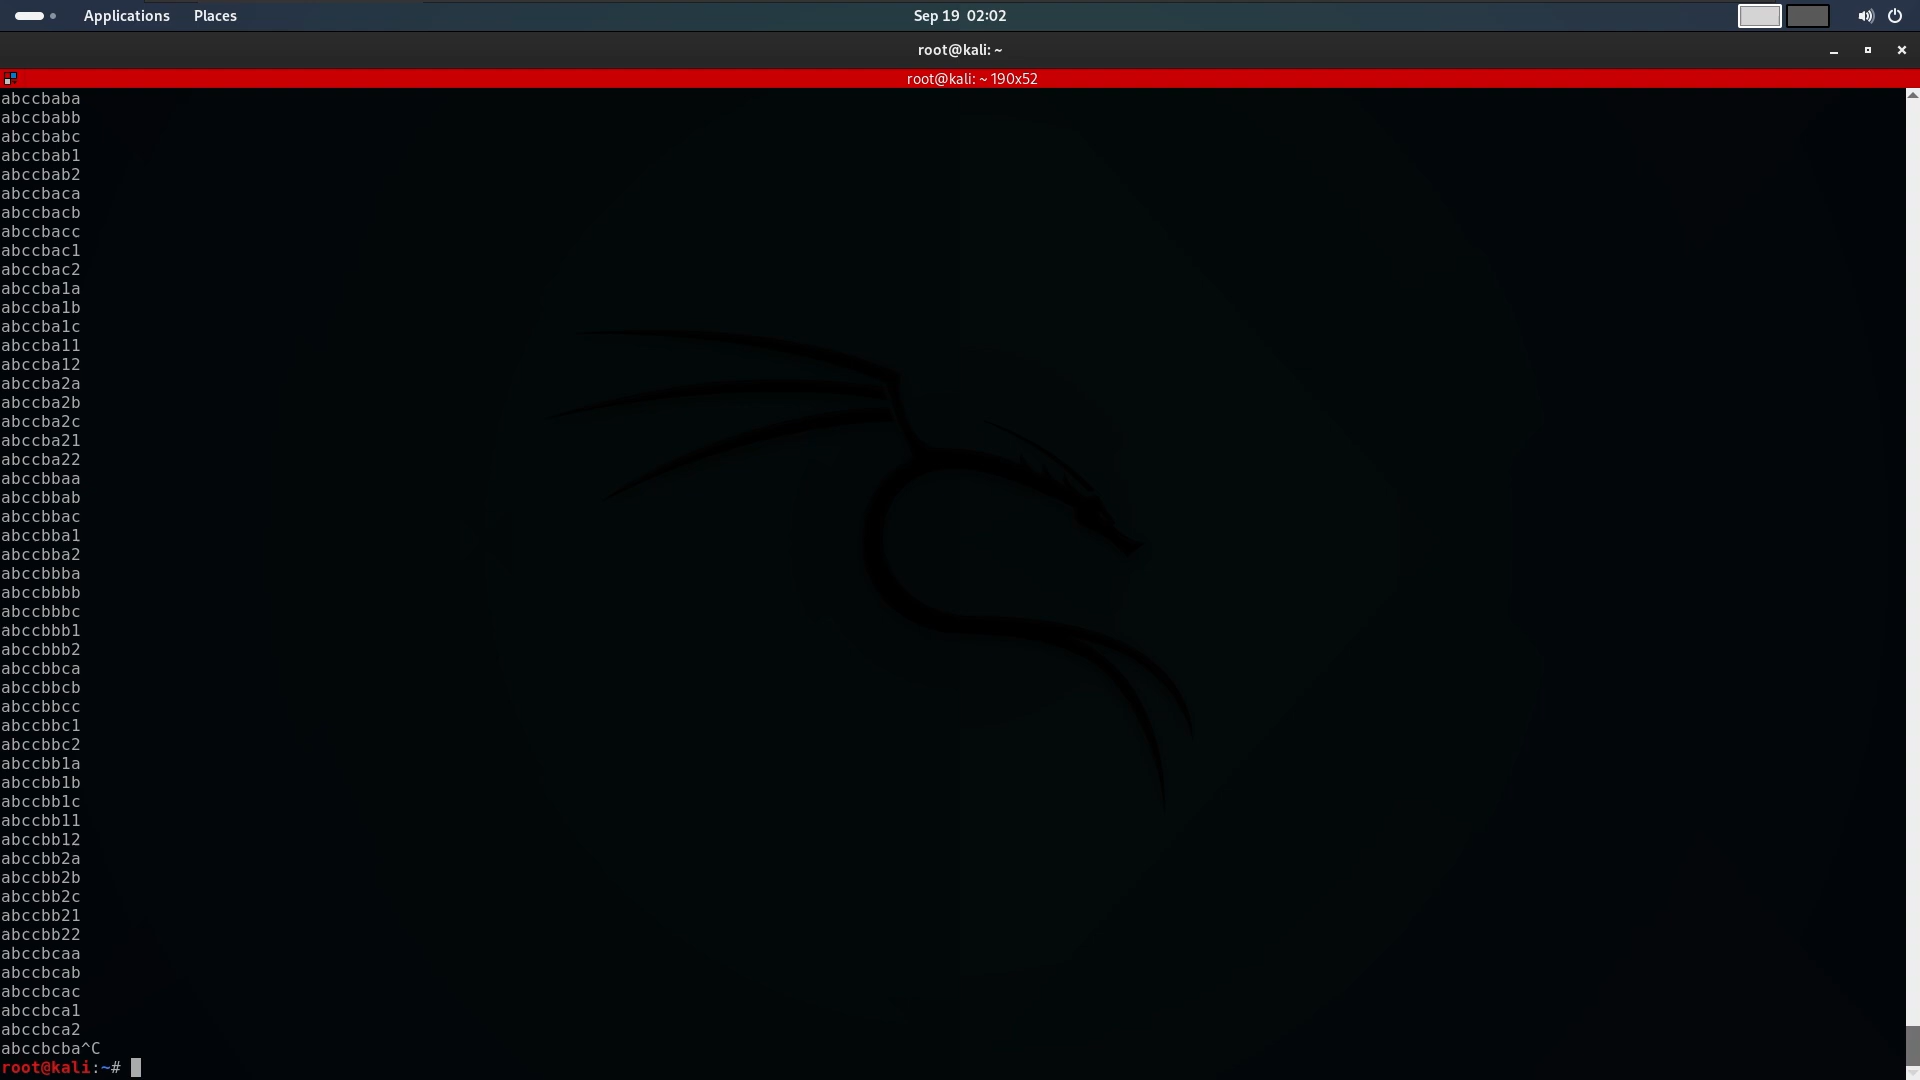 Applications Places Sep 19 02:02
root@kali: ~
root@kali: ~ 190x52
abccbaba
abccbabb
abccbabc
abccbab1
abccbab2
abccbaca
abccbacb
abccbacc
abccbac1
abccbac2
abccba1a
abccba1b
abccba1c
abccba11
abccba12
abccba2a
abccba2b
abccba2c
abccba21
abccba22
abccbbaa
abccbbab
abccbbac
abccbba1
abccbba2
abccbbba
abccbbbb
abccbbbc
abccbbb1
abccbbb2
abccbbca
abccbbcb
abccbbcc
abccbbc1
abccbbc2
abccbb1a
abccbb1b
abccbb1c
abccbb11
abccbb12
abccbb2a
abccbb2b
abccbb2c
abccbb21
abccbb22
abccbcaa
abccbcab
abccbcac
abccbca1
abccbca2
abccbcba^C
root@kali:~#